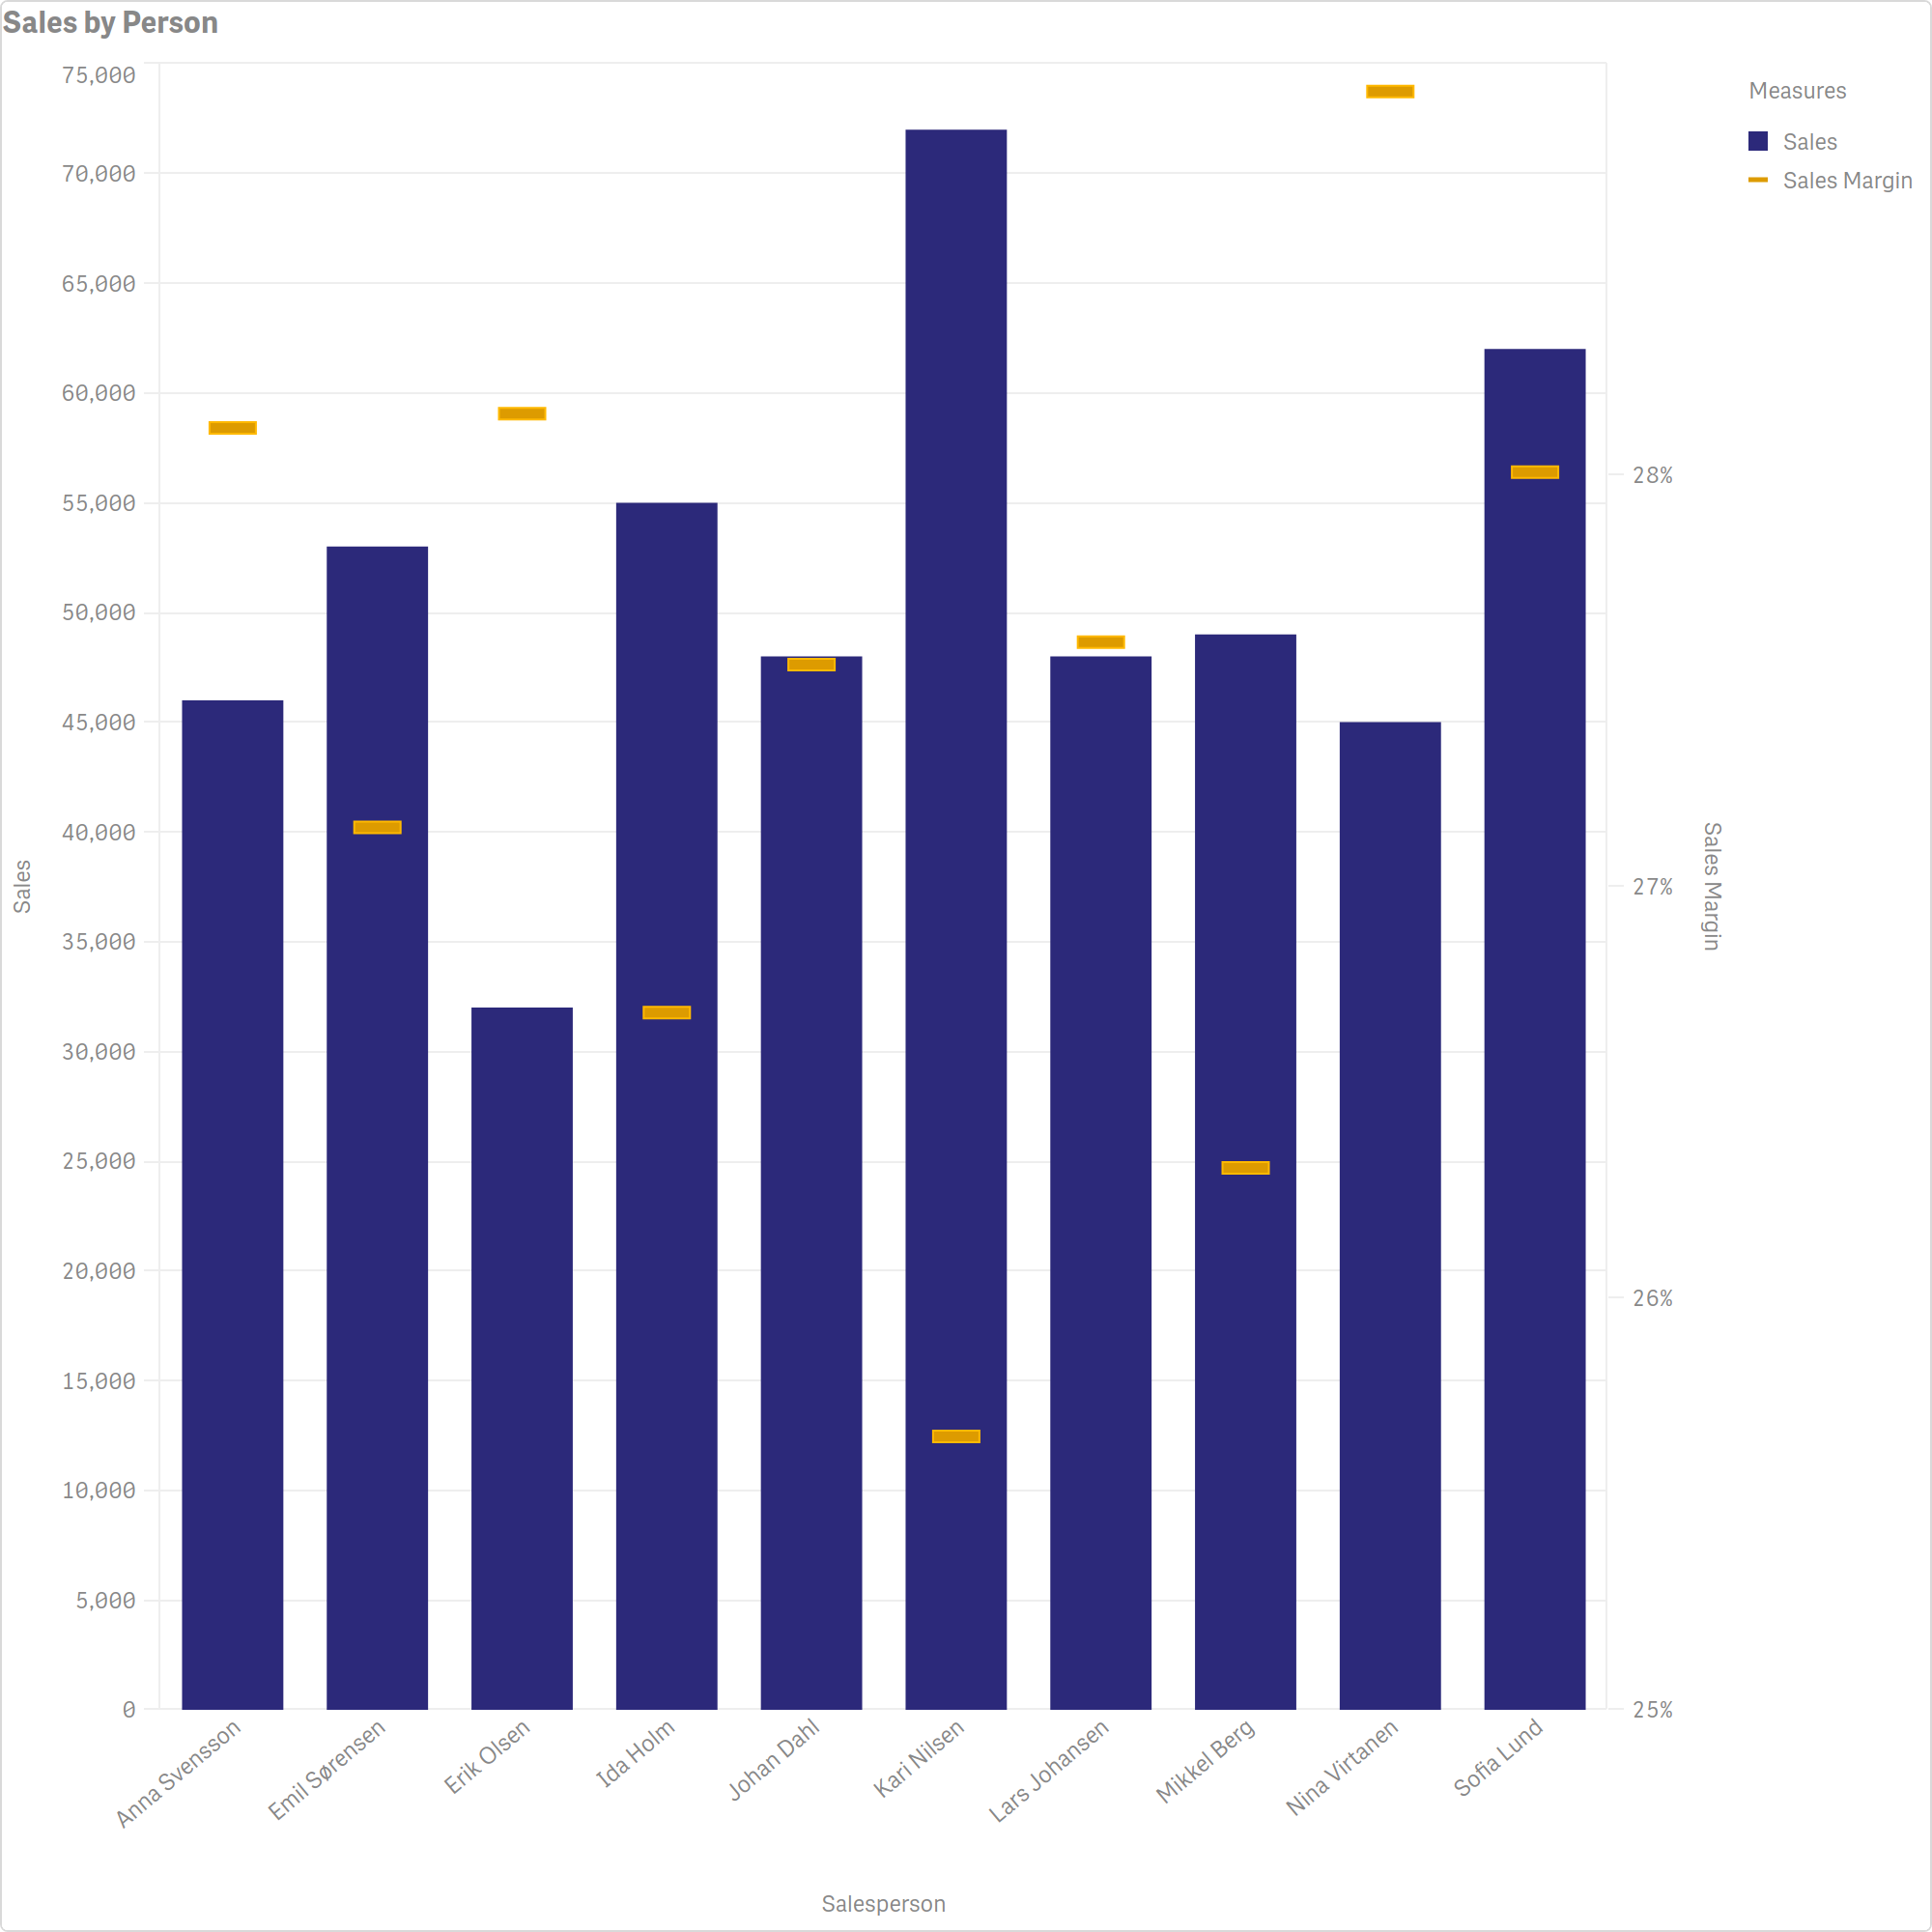 Sales by Person
75,000
70,000
65,000
60,000
55,000
50,000
45,000
40,000
35,000
30,000
25,000
20,000
15,000
10,000
5,000
0
Sales
Anna Svensson
Emil Sørensen
Erik Olsen
Ida Holm
Johan Dahl
Kari Nilsen
Lars Johansen
Mikkel Berg
Nina Virtanen
Sofia Lund
Salesperson
28%
27%
26%
25%
Sales Margin
Measures
Sales
Sales Margin